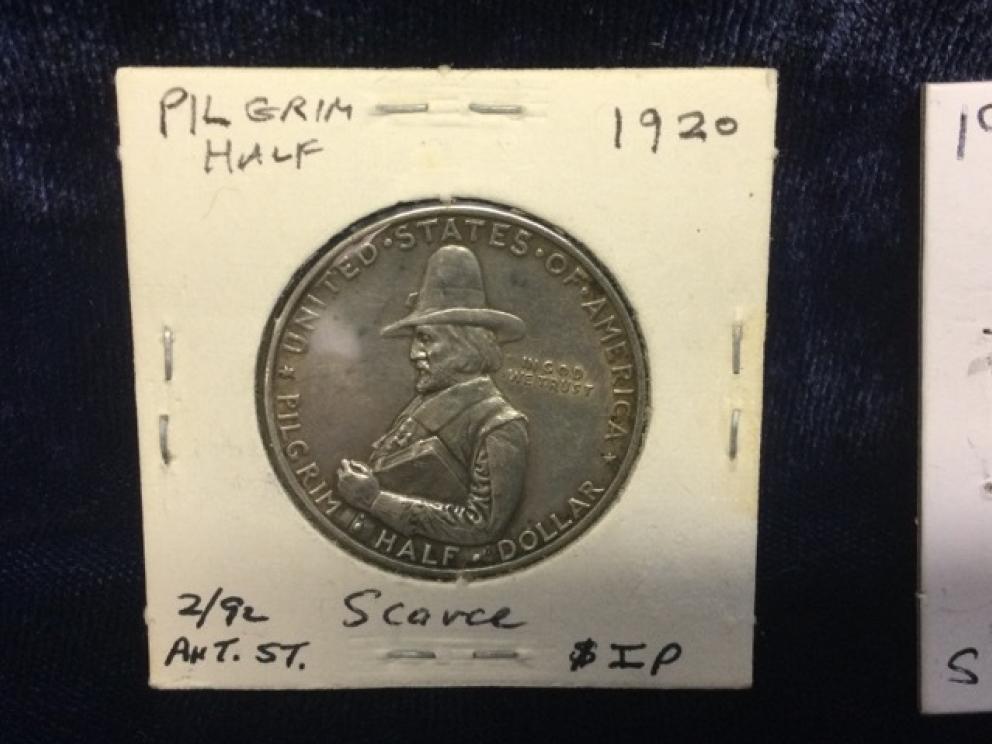 PILGRIM
HALF
1920
UNITED·STATES·OF·AMERICA
IN GOD
WE TRUST
PILGRIM HALF·DOLLAR
2/92
Scarce
ANT. ST.
$ IP
19
S